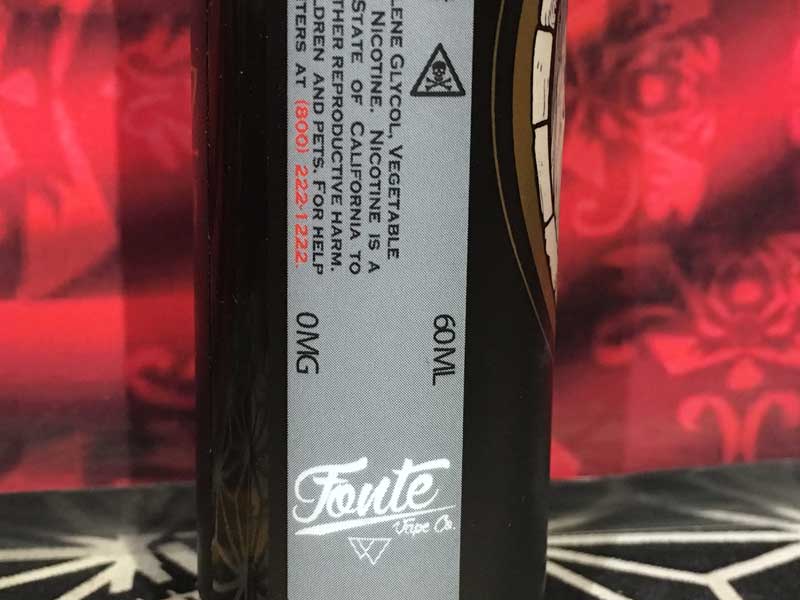 LENE GLYCOL, VEGETABLE
NICOTINE. NICOTINE IS A
STATE OF CALIFORNIA TO
THER REPRODUCTIVE HARM.
LDREN AND PETS. FOR HELP
TERS AT (800) 222-1222.
60ML
0MG
Fonte
Vape Co.